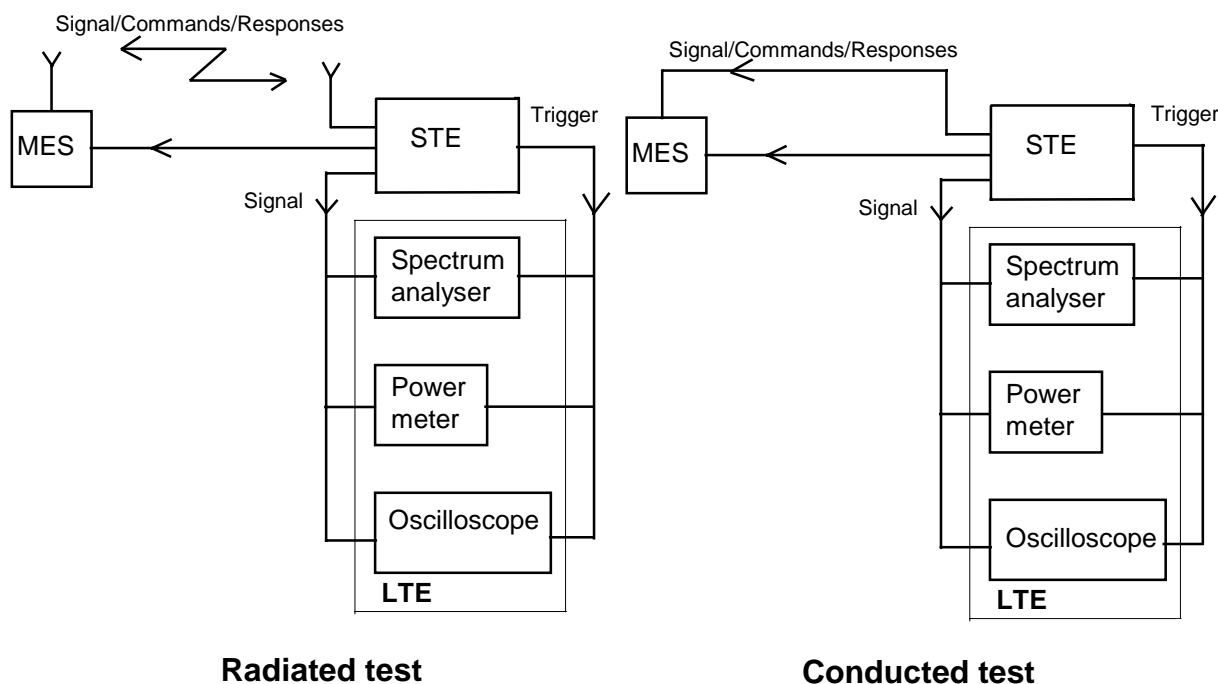 Signal/Commands/Responses
MES
STE
Trigger
Signal
Spectrum
analyser
Power
meter
Oscilloscope
LTE
Radiated test
Signal/Commands/Responses
MES
STE
Trigger
Signal
Spectrum
analyser
Power
meter
Oscilloscope
LTE
Conducted test